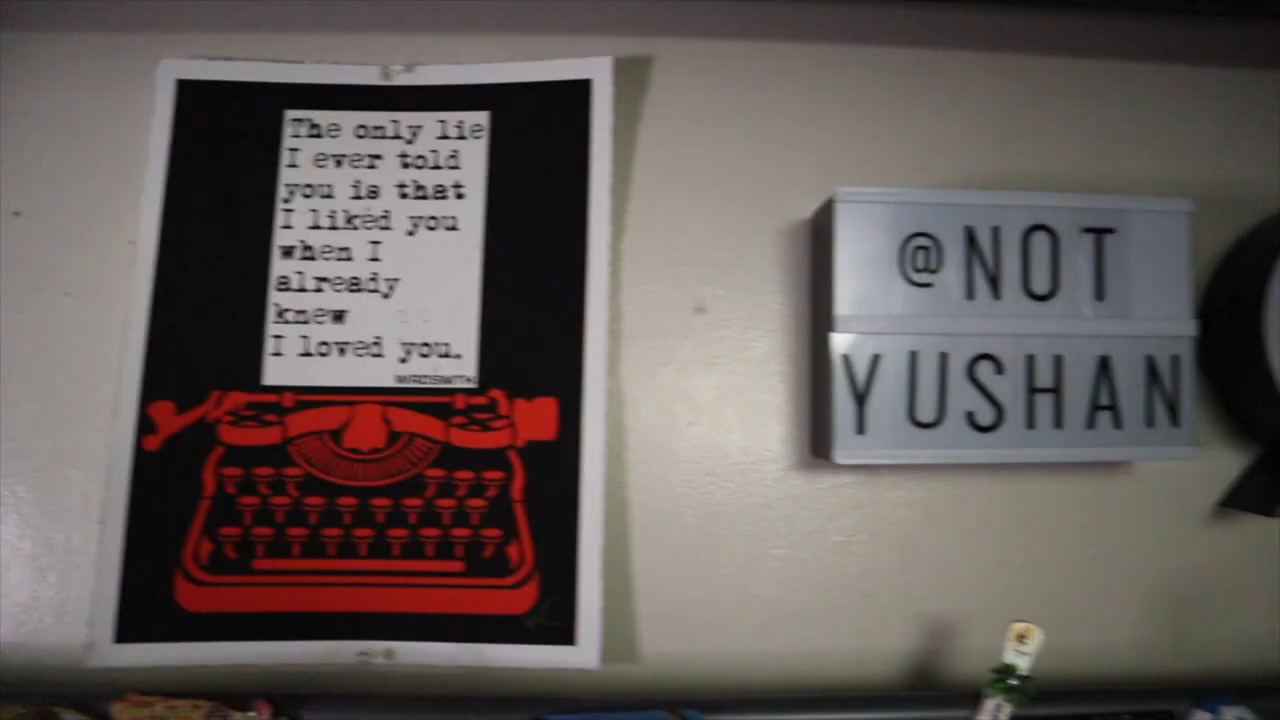 The only lie
I ever told
you is that
I liked you
when I
already
knew
I loved you.
@NOT
YUSHAN